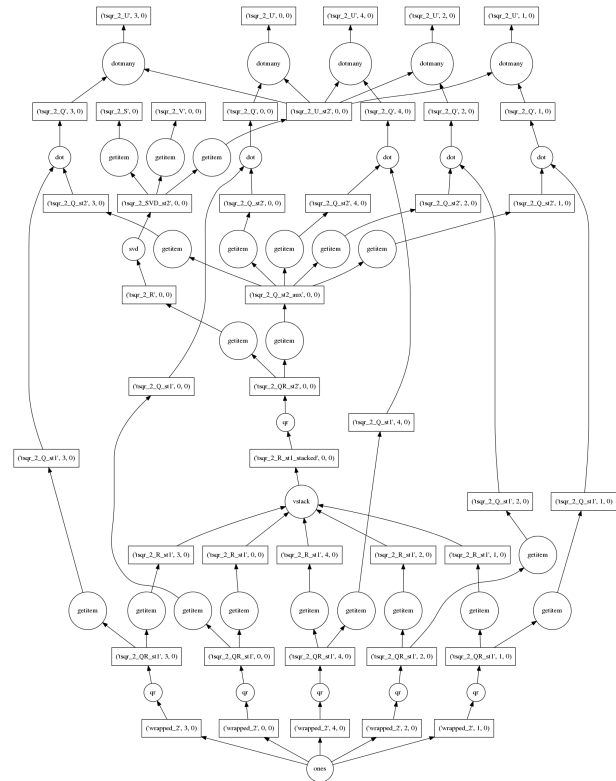 ('tsqr_2_U', 3, 0) ('tsqr_2_U', 0, 0) ('tsqr_2_U', 4, 0) ('tsqr_2_U', 2, 0) ('tsqr_2_U', 1, 0)
dotmany dotmany dotmany dotmany dotmany
('tsqr_2_Q', 3, 0) ('tsqr_2_S', 0) ('tsqr_2_V', 0, 0) ('tsqr_2_Q', 0, 0) ('tsqr_2_U_st2', 0, 0) ('tsqr_2_Q', 4, 0) ('tsqr_2_Q', 2, 0) ('tsqr_2_Q', 1, 0)
dot getitem getitem getitem dot dot dot dot
('tsqr_2_Q_st2', 3, 0) ('tsqr_2_SVD_st2', 0, 0) ('tsqr_2_Q_st2', 0, 0) ('tsqr_2_Q_st2', 4, 0) ('tsqr_2_Q_st2', 2, 0) ('tsqr_2_Q_st2', 1, 0)
svd getitem getitem getitem getitem getitem
('tsqr_2_R', 0, 0) ('tsqr_2_Q_st2_aux', 0, 0)
getitem getitem
('tsqr_2_Q_st1', 0, 0) ('tsqr_2_QR_st2', 0, 0)
qr ('tsqr_2_Q_st1', 4, 0)
('tsqr_2_Q_st1', 3, 0) ('tsqr_2_R_st1_stacked', 0, 0)
vstack ('tsqr_2_Q_st1', 2, 0) ('tsqr_2_Q_st1', 1, 0)
('tsqr_2_R_st1', 3, 0) ('tsqr_2_R_st1', 0, 0) ('tsqr_2_R_st1', 4, 0) ('tsqr_2_R_st1', 2, 0) ('tsqr_2_R_st1', 1, 0) getitem
getitem getitem getitem getitem getitem getitem getitem getitem getitem
('tsqr_2_QR_st1', 3, 0) ('tsqr_2_QR_st1', 0, 0) ('tsqr_2_QR_st1', 4, 0) ('tsqr_2_QR_st1', 2, 0) ('tsqr_2_QR_st1', 1, 0)
qr qr qr qr qr
('wrapped_2', 3, 0) ('wrapped_2', 0, 0) ('wrapped_2', 4, 0) ('wrapped_2', 2, 0) ('wrapped_2', 1, 0)
ones